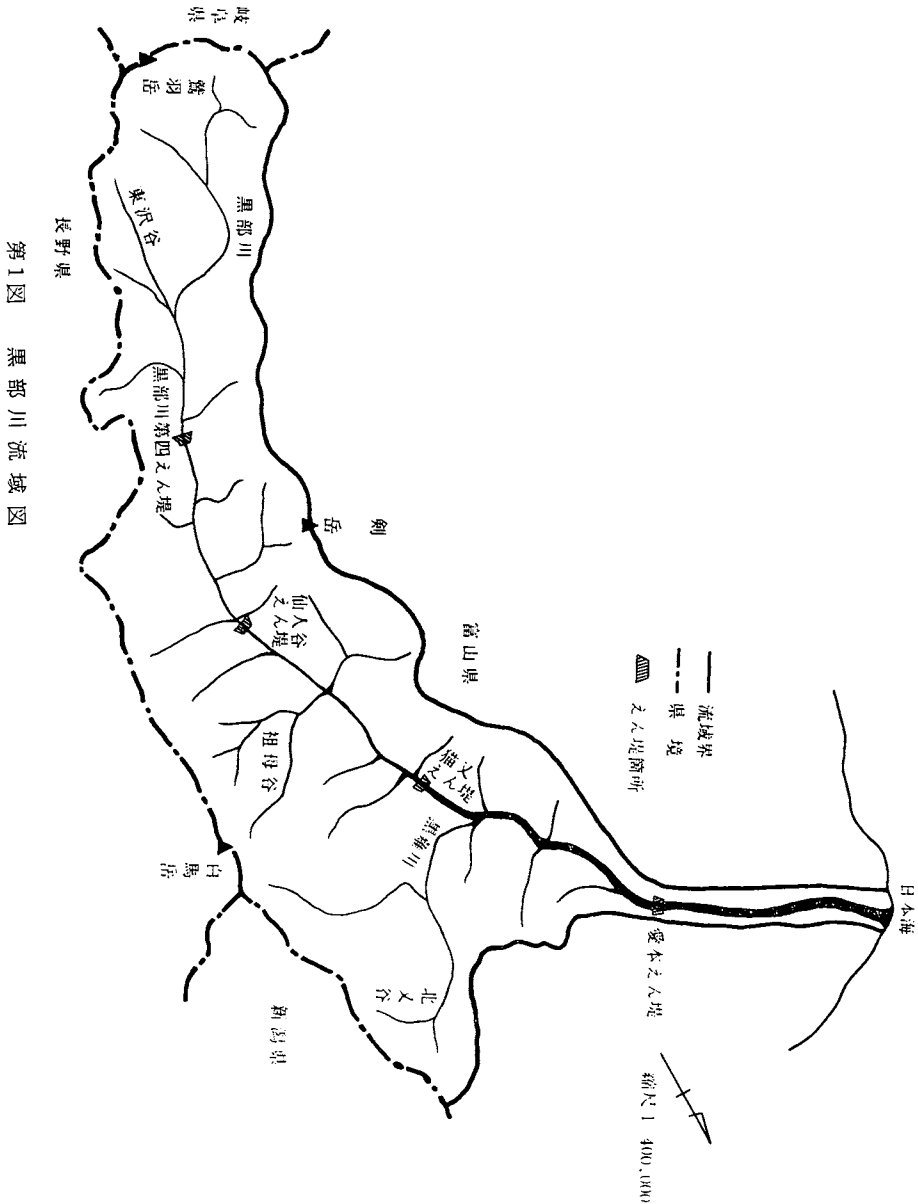 第1図 黒部川流域図
岐阜県
鷲羽岳
長野県
東沢谷
黒部川
黒部川第四えん堤
剣岳
仙人谷
えん堤
富山県
祖母谷
猫又
えん堤
黒薙川
白馬岳
北又谷
新潟県
愛本えん堤
日本海
流域界
県境
えん堤箇所
縮尺1 400,000